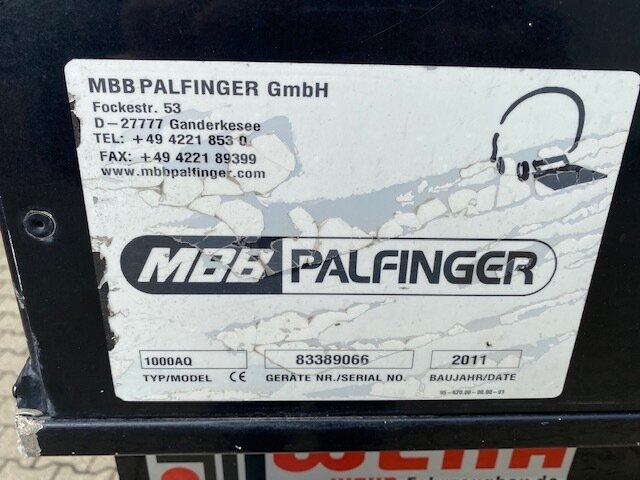 MBB PALFINGER GmbH
Fockestr. 53
D-27777 Ganderkesee
TEL: +49 4221 853 0
FAX: +49 4221 89399
www.mbbpalfinger.com
MBB PALFINGER
1000AQ 83389066 2011
TYP/MODEL CE GERÄTE NR./SERIAL NO. BAUJAHR/DATE